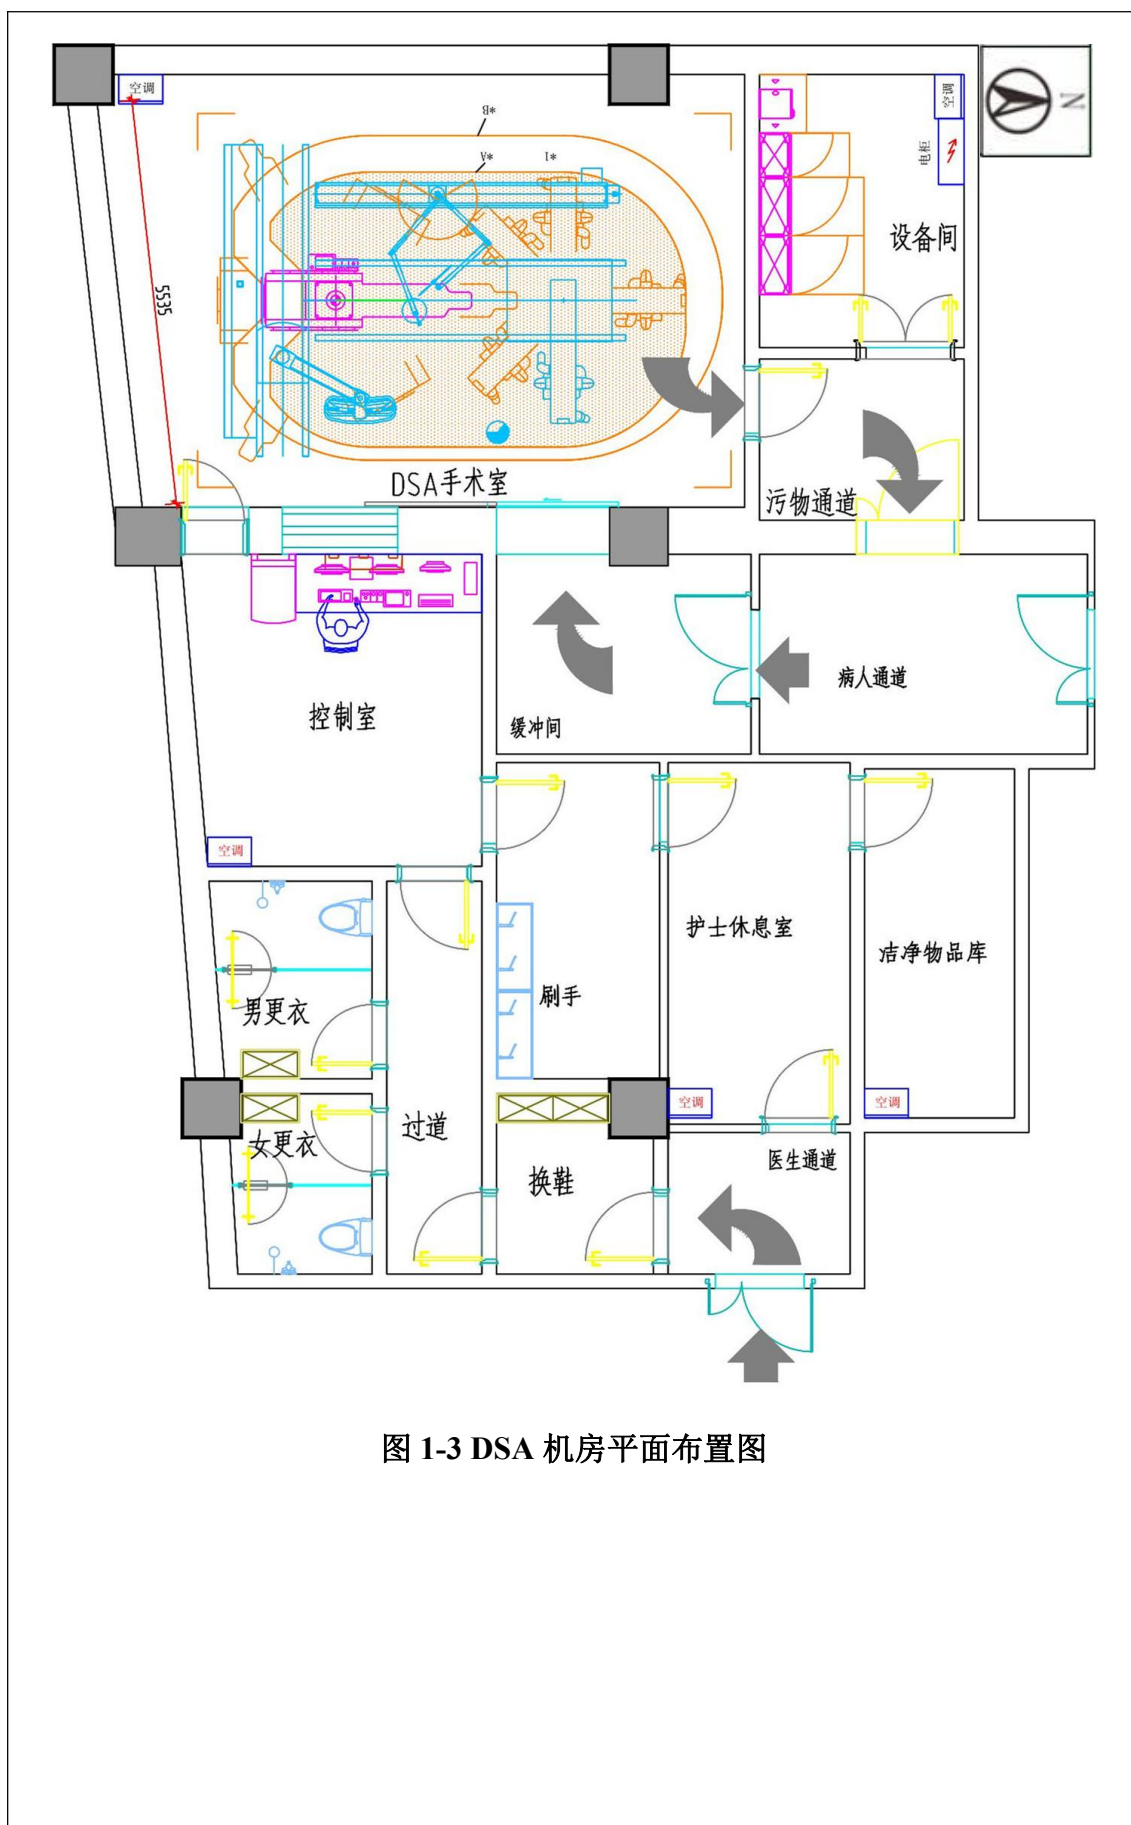 空调
*B
*A
*1
空调
N
电柜
设备间
5535
DSA手术室
污物通道
控制室
缓冲间
病人通道
空调
男更衣
刷手
护士休息室
洁净物品库
女更衣
过道
换鞋
空调
空调
医生通道
图 1-3 DSA 机房平面布置图